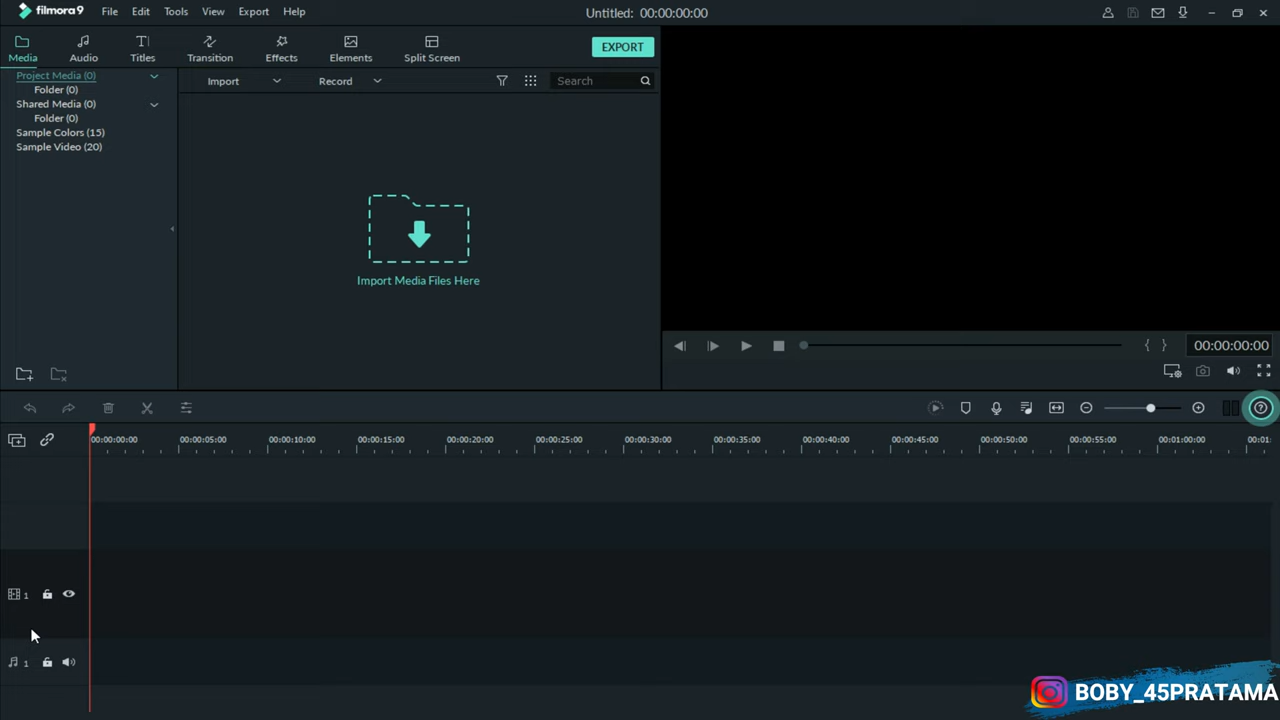 filmora9 File Edit Tools View Export Help Untitled: 00:00:00:00
Media Audio Titles Transition Effects Elements Split Screen EXPORT
Project Media (0)
Folder (0)
Shared Media (0)
Folder (0)
Sample Colors (15)
Sample Video (20)
Import Record Search
Import Media Files Here
00:00:00:00
00:00:00:00 00:00:05:00 00:00:10:00 00:00:15:00 00:00:20:00 00:00:25:00 00:00:30:00 00:00:35:00 00:00:40:00 00:00:45:00 00:00:50:00 00:00:55:00 00:01:00:00 00:01:
1
1
BOBY_45PRATAMA